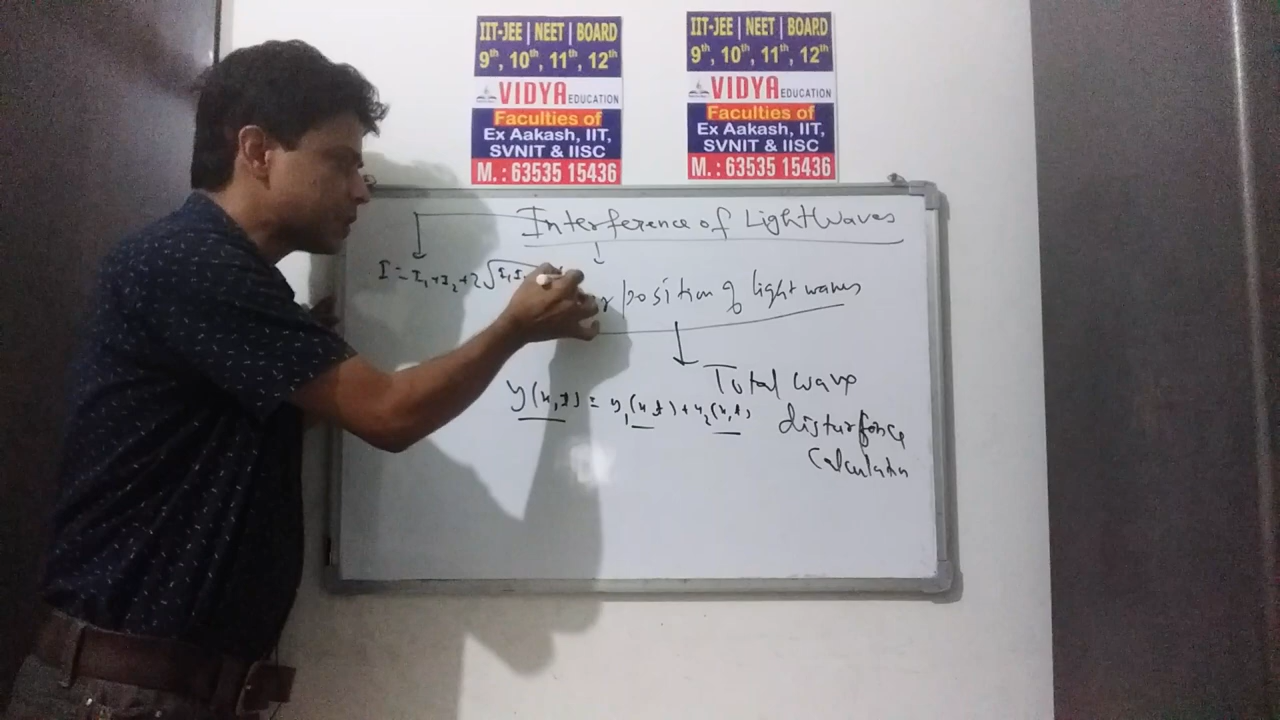 IIT-JEE | NEET | BOARD
9th, 10th, 11th, 12th
VIDYA EDUCATION
Faculties of
Ex Aakash, IIT,
SVNIT & IISC
M. : 63535 15436
IIT-JEE | NEET | BOARD
9th, 10th, 11th, 12th
VIDYA EDUCATION
Faculties of
Ex Aakash, IIT,
SVNIT & IISC
M. : 63535 15436
Interference of Light Waves
I = I₁ + I₂ + 2√I₁I₂
position of light waves
Total wave
y(x,t) = y₁(x,t) + y₂(x,t)
disturbance
Calculation